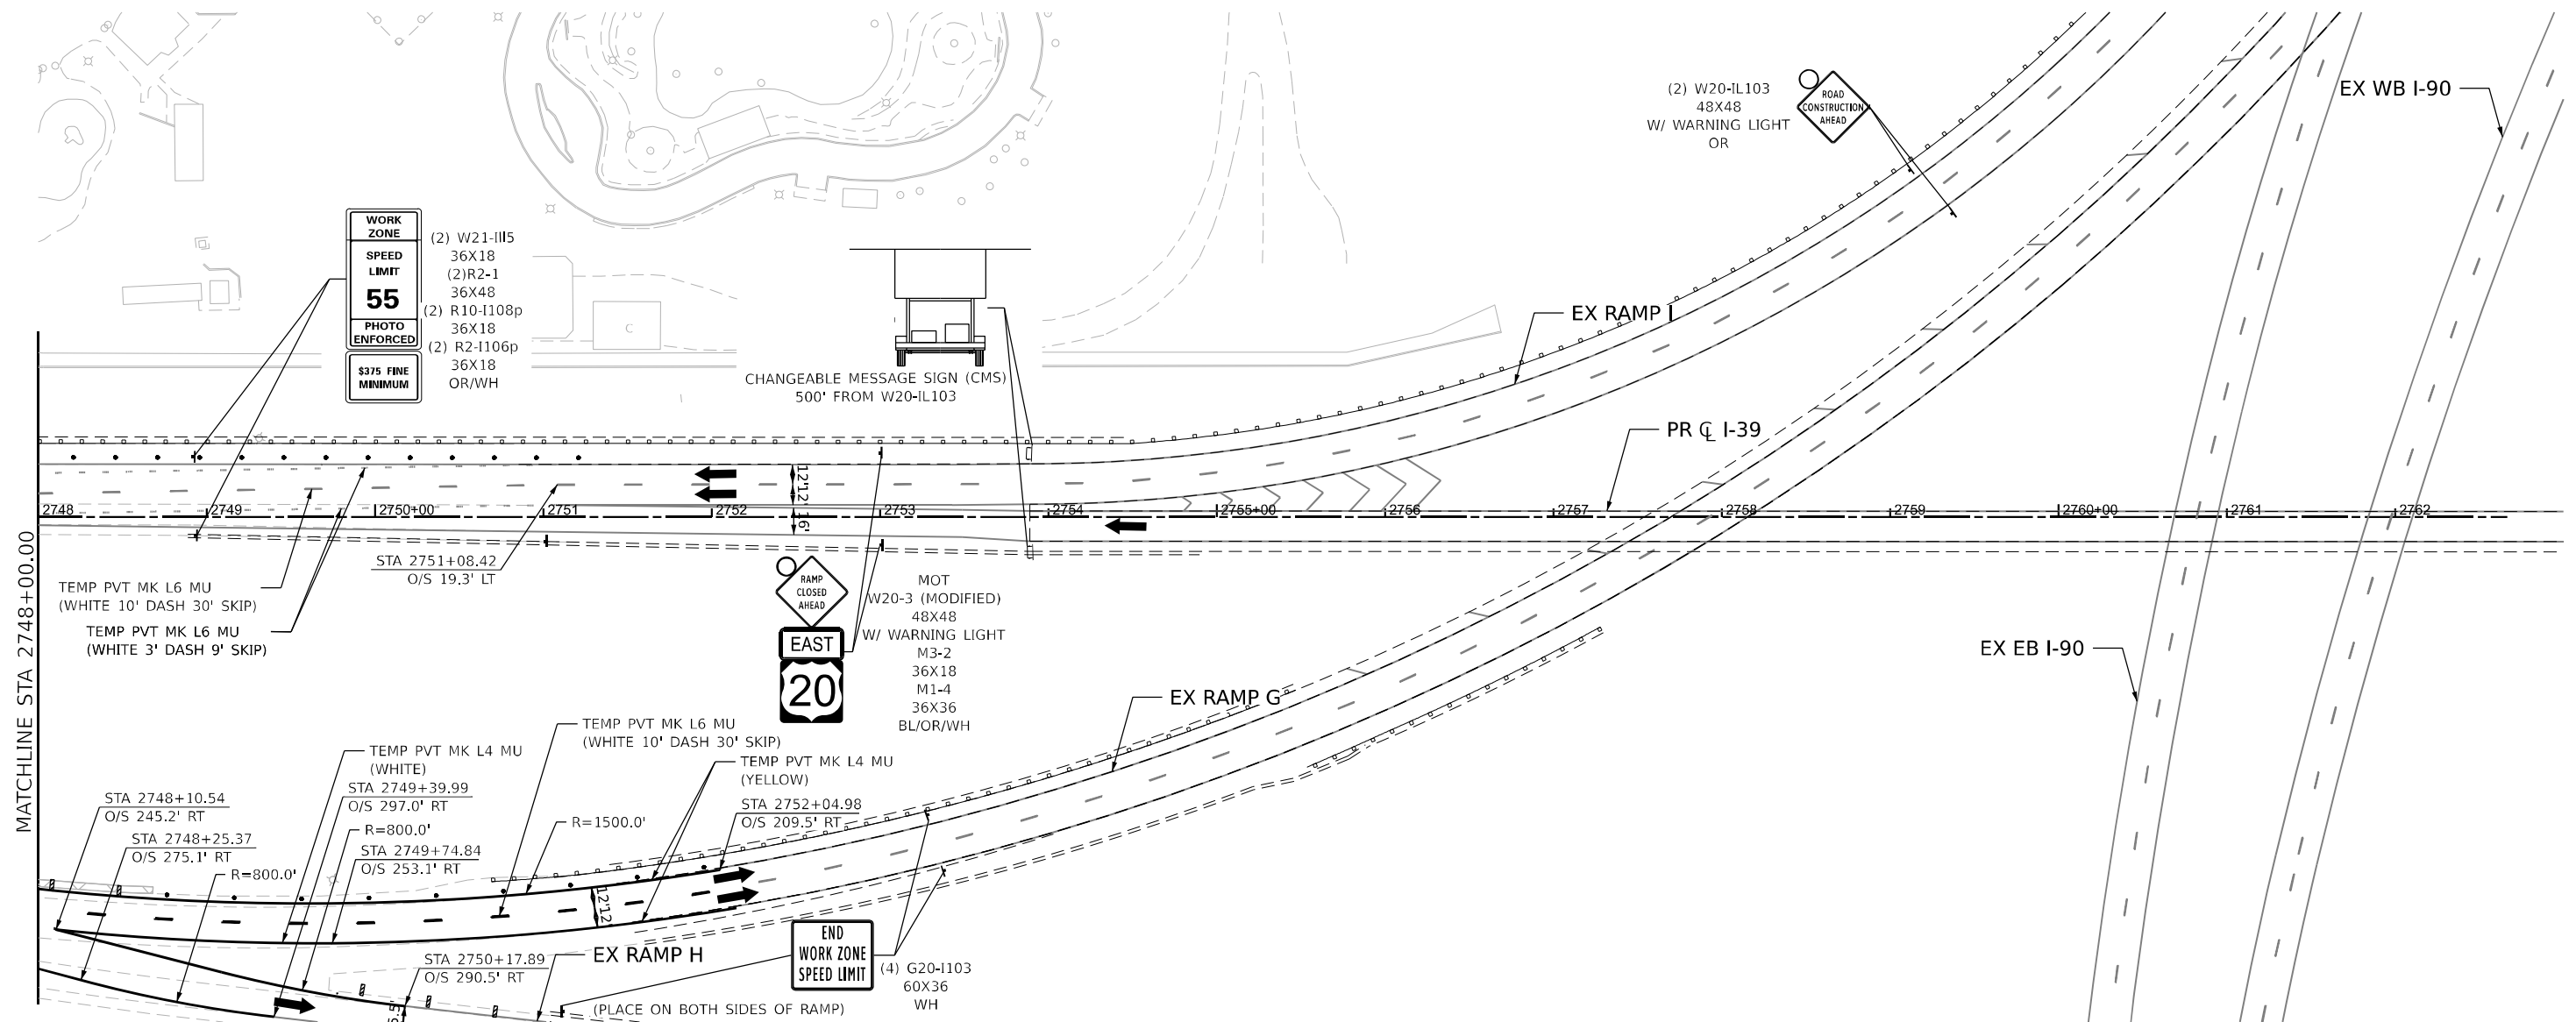 (2) W20-IL103
48X48
W/ WARNING LIGHT
OR
ROAD
CONSTRUCTION
AHEAD
EX WB I-90
WORK
ZONE
SPEED
LIMIT
55
PHOTO
ENFORCED
$375 FINE
MINIMUM
(2) W21-Ill5
36X18
(2)R2-1
36X48
(2) R10-I108p
36X18
(2) R2-I106p
36X18
OR/WH
C
CHANGEABLE MESSAGE SIGN (CMS)
500' FROM W20-IL103
EX RAMP I
PR ℄ I-39
12'12'
16'
2748
2749
2750+00
2751
2752
2753
2754
2755+00
2756
2757
2758
2759
2760+00
2761
2762
MATCHLINE STA 2748+00.00
STA 2751+08.42
O/S 19.3' LT
TEMP PVT MK L6 MU
(WHITE 10' DASH 30' SKIP)
TEMP PVT MK L6 MU
(WHITE 3' DASH 9' SKIP)
RAMP
CLOSED
AHEAD
EAST
20
MOT
W20-3 (MODIFIED)
48X48
W/ WARNING LIGHT
M3-2
36X18
M1-4
36X36
BL/OR/WH
EX EB I-90
EX RAMP G
TEMP PVT MK L6 MU
(WHITE 10' DASH 30' SKIP)
TEMP PVT MK L4 MU
(WHITE)
TEMP PVT MK L4 MU
(YELLOW)
STA 2748+10.54
O/S 245.2' RT
STA 2749+39.99
O/S 297.0' RT
STA 2752+04.98
O/S 209.5' RT
STA 2748+25.37
O/S 275.1' RT
R=800.0'
R=1500.0'
STA 2749+74.84
O/S 253.1' RT
R=800.0'
12'12'
EX RAMP H
STA 2750+17.89
O/S 290.5' RT
END
WORK ZONE
SPEED LIMIT
(4) G20-I103
60X36
WH
(PLACE ON BOTH SIDES OF RAMP)